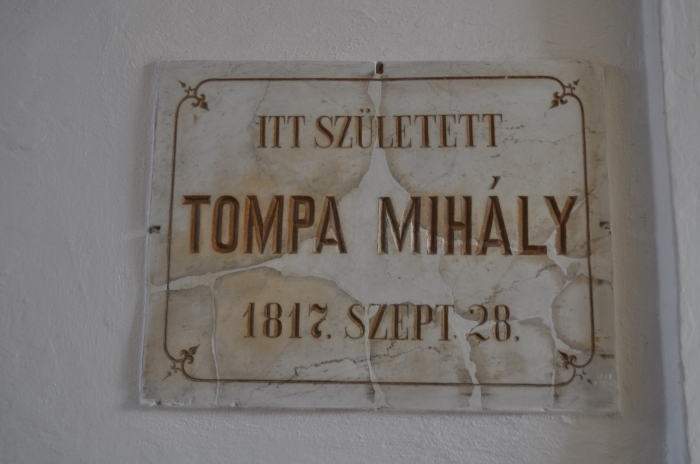 ITT SZÜLETETT
TOMPA MIHÁLY
1817. SZEPT. 28.